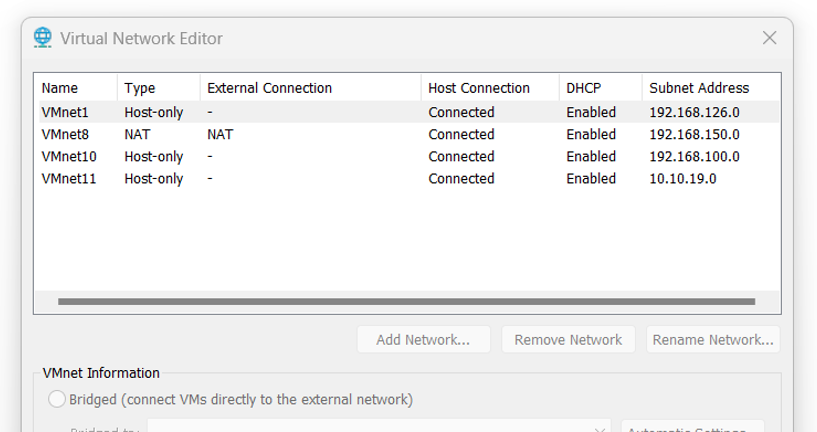 Virtual Network Editor
Name Type External Connection Host Connection DHCP Subnet Address
VMnet1 Host-only - Connected Enabled 192.168.126.0
VMnet8 NAT NAT Connected Enabled 192.168.150.0
VMnet10 Host-only - Connected Enabled 192.168.100.0
VMnet11 Host-only - Connected Enabled 10.10.19.0
Add Network... Remove Network Rename Network...
VMnet Information
Bridged (connect VMs directly to the external network)
Bridged to: Automatic Settings...